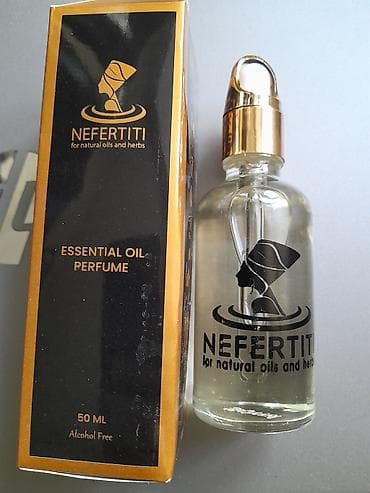 NEFERTITI
for natural oils and herbs
ESSENTIAL OIL
PERFUME
50 ML
Alcohol Free
NEFERTITI
for natural oils and herbs